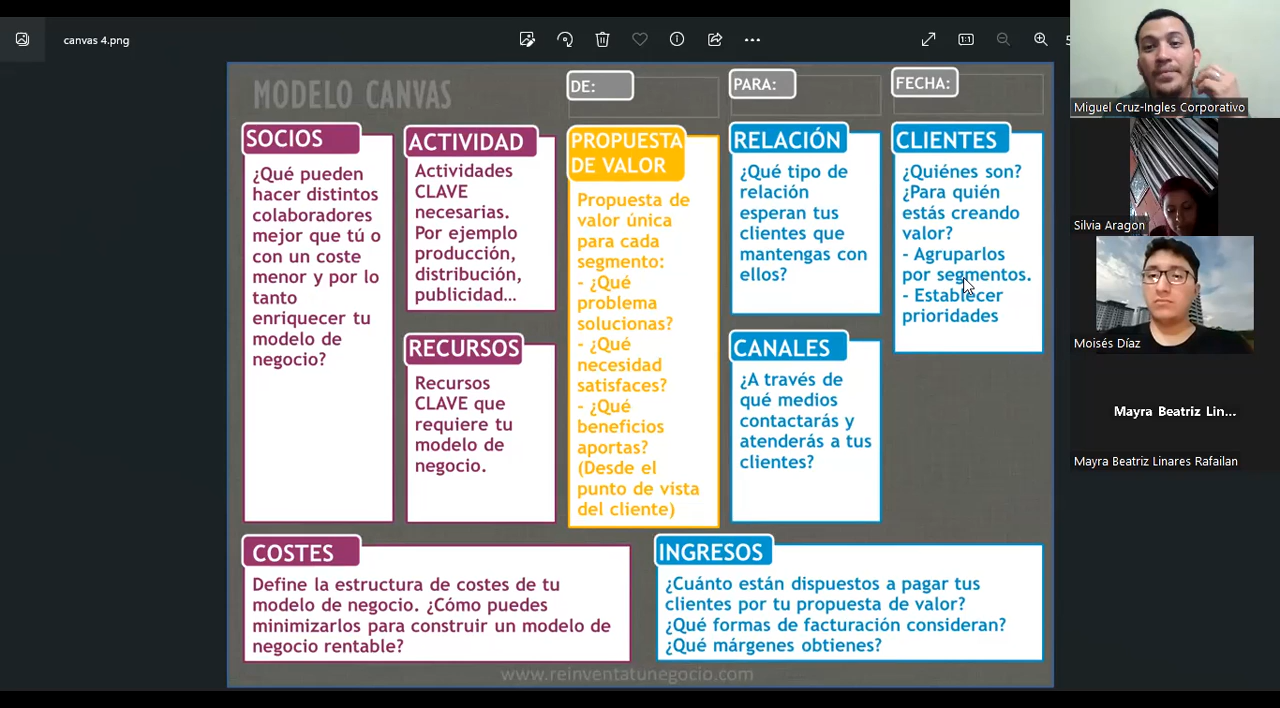 canvas 4.png
MODELO CANVAS
DE:
PARA:
FECHA:
SOCIOS
¿Qué pueden
hacer distintos
colaboradores
mejor que tú o
con un coste
menor y por lo
tanto
enriquecer tu
modelo de
negocio?
ACTIVIDAD
Actividades
CLAVE
necesarias.
Por ejemplo
producción,
distribución,
publicidad...
RECURSOS
Recursos
CLAVE que
requiere tu
modelo de
negocio.
PROPUESTA
DE VALOR
Propuesta de
valor única
para cada
segmento:
- ¿Qué
problema
solucionas?
- ¿Qué
necesidad
satisfaces?
- ¿Qué
beneficios
aportas?
(Desde el
punto de vista
del cliente)
RELACIÓN
¿Qué tipo de
relación
esperan tus
clientes que
mantengas con
ellos?
CANALES
¿A través de
qué medios
contactarás y
atenderás a tus
clientes?
CLIENTES
¿Quiénes son?
¿Para quién
estás creando
valor?
- Agruparlos
por segmentos.
- Establecer
prioridades
COSTES
Define la estructura de costes de tu
modelo de negocio. ¿Cómo puedes
minimizarlos para construir un modelo de
negocio rentable?
INGRESOS
¿Cuánto están dispuestos a pagar tus
clientes por tu propuesta de valor?
¿Qué formas de facturación consideran?
¿Qué márgenes obtienes?
www.reinventatunegocio.com
Miguel Cruz-Ingles Corporativo
Silvia Aragon
Moisés Díaz
Mayra Beatriz Lin...
Mayra Beatriz Linares Rafailan